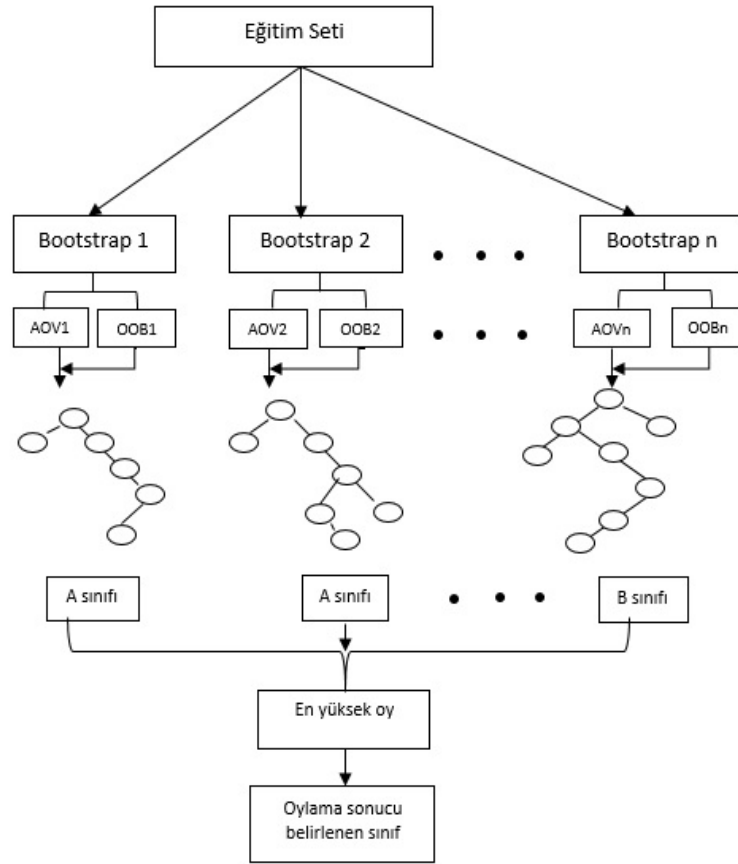 Eğitim Seti
Bootstrap 1
Bootstrap 2
Bootstrap n
AOV1
OOB1
AOV2
OOB2
AOVn
OOBn
A sınıfı
A sınıfı
B sınıfı
En yüksek oy
Oylama sonucu
belirlenen sınıf